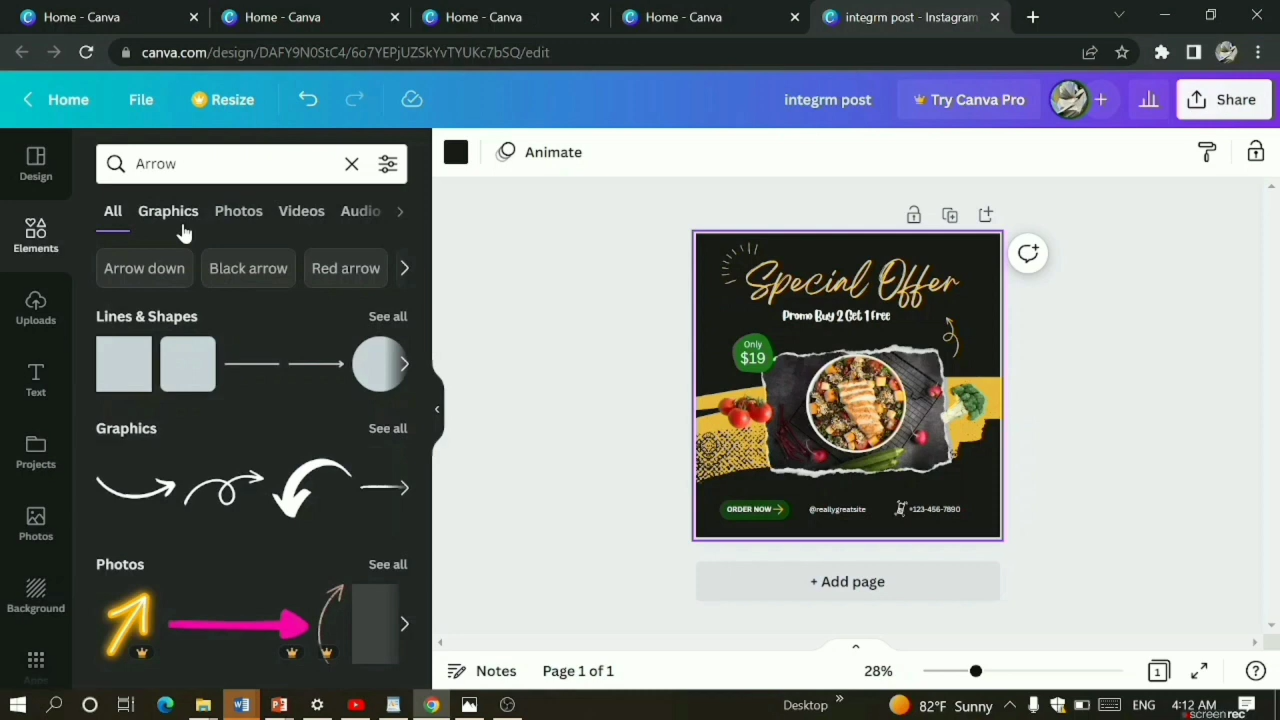 Home - Canva
Home - Canva
Home - Canva
Home - Canva
integrm post - Instagram
canva.com/design/DAFY9N0StC4/6o7YEPjUZSkYvTYUKc7bSQ/edit
Home
File
Resize
integrm post
Try Canva Pro
Share
Design
Elements
Uploads
Text
Projects
Photos
Background
Apps
Arrow
All
Graphics
Photos
Videos
Audio
Arrow down
Black arrow
Red arrow
Lines & Shapes
See all
Graphics
See all
Photos
See all
Animate
Special Offer
Promo Buy 2 Get 1 Free
Only
$19
ORDER NOW
@reallygreatsite
+123-456-7890
+ Add page
Notes
Page 1 of 1
28%
1
Desktop
82°F Sunny
ENG
4:12 AM
screenrec